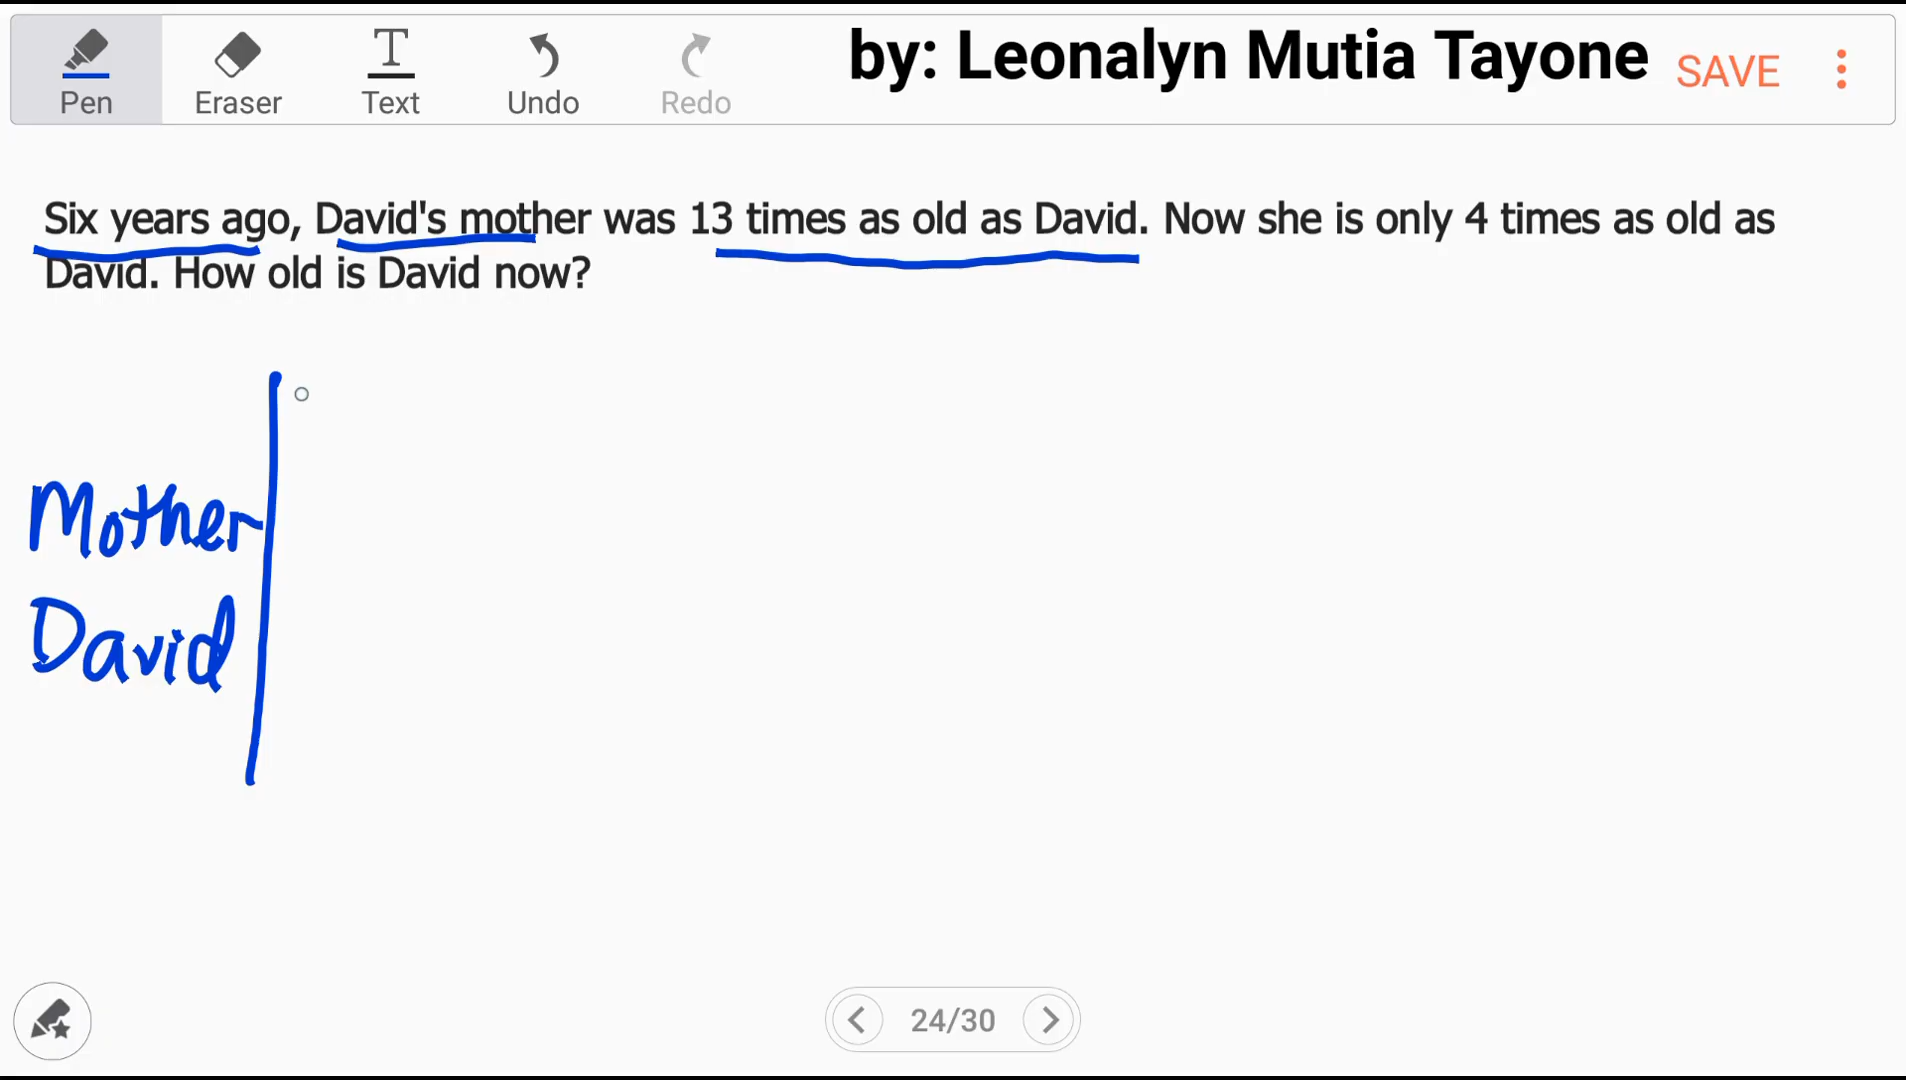 by: Leonalyn Mutia Tayone
SAVE
Pen
Eraser
Text
Undo
Redo
Six years ago, David's mother was 13 times as old as David. Now she is only 4 times as old as
David. How old is David now?
Mother
David
24/30